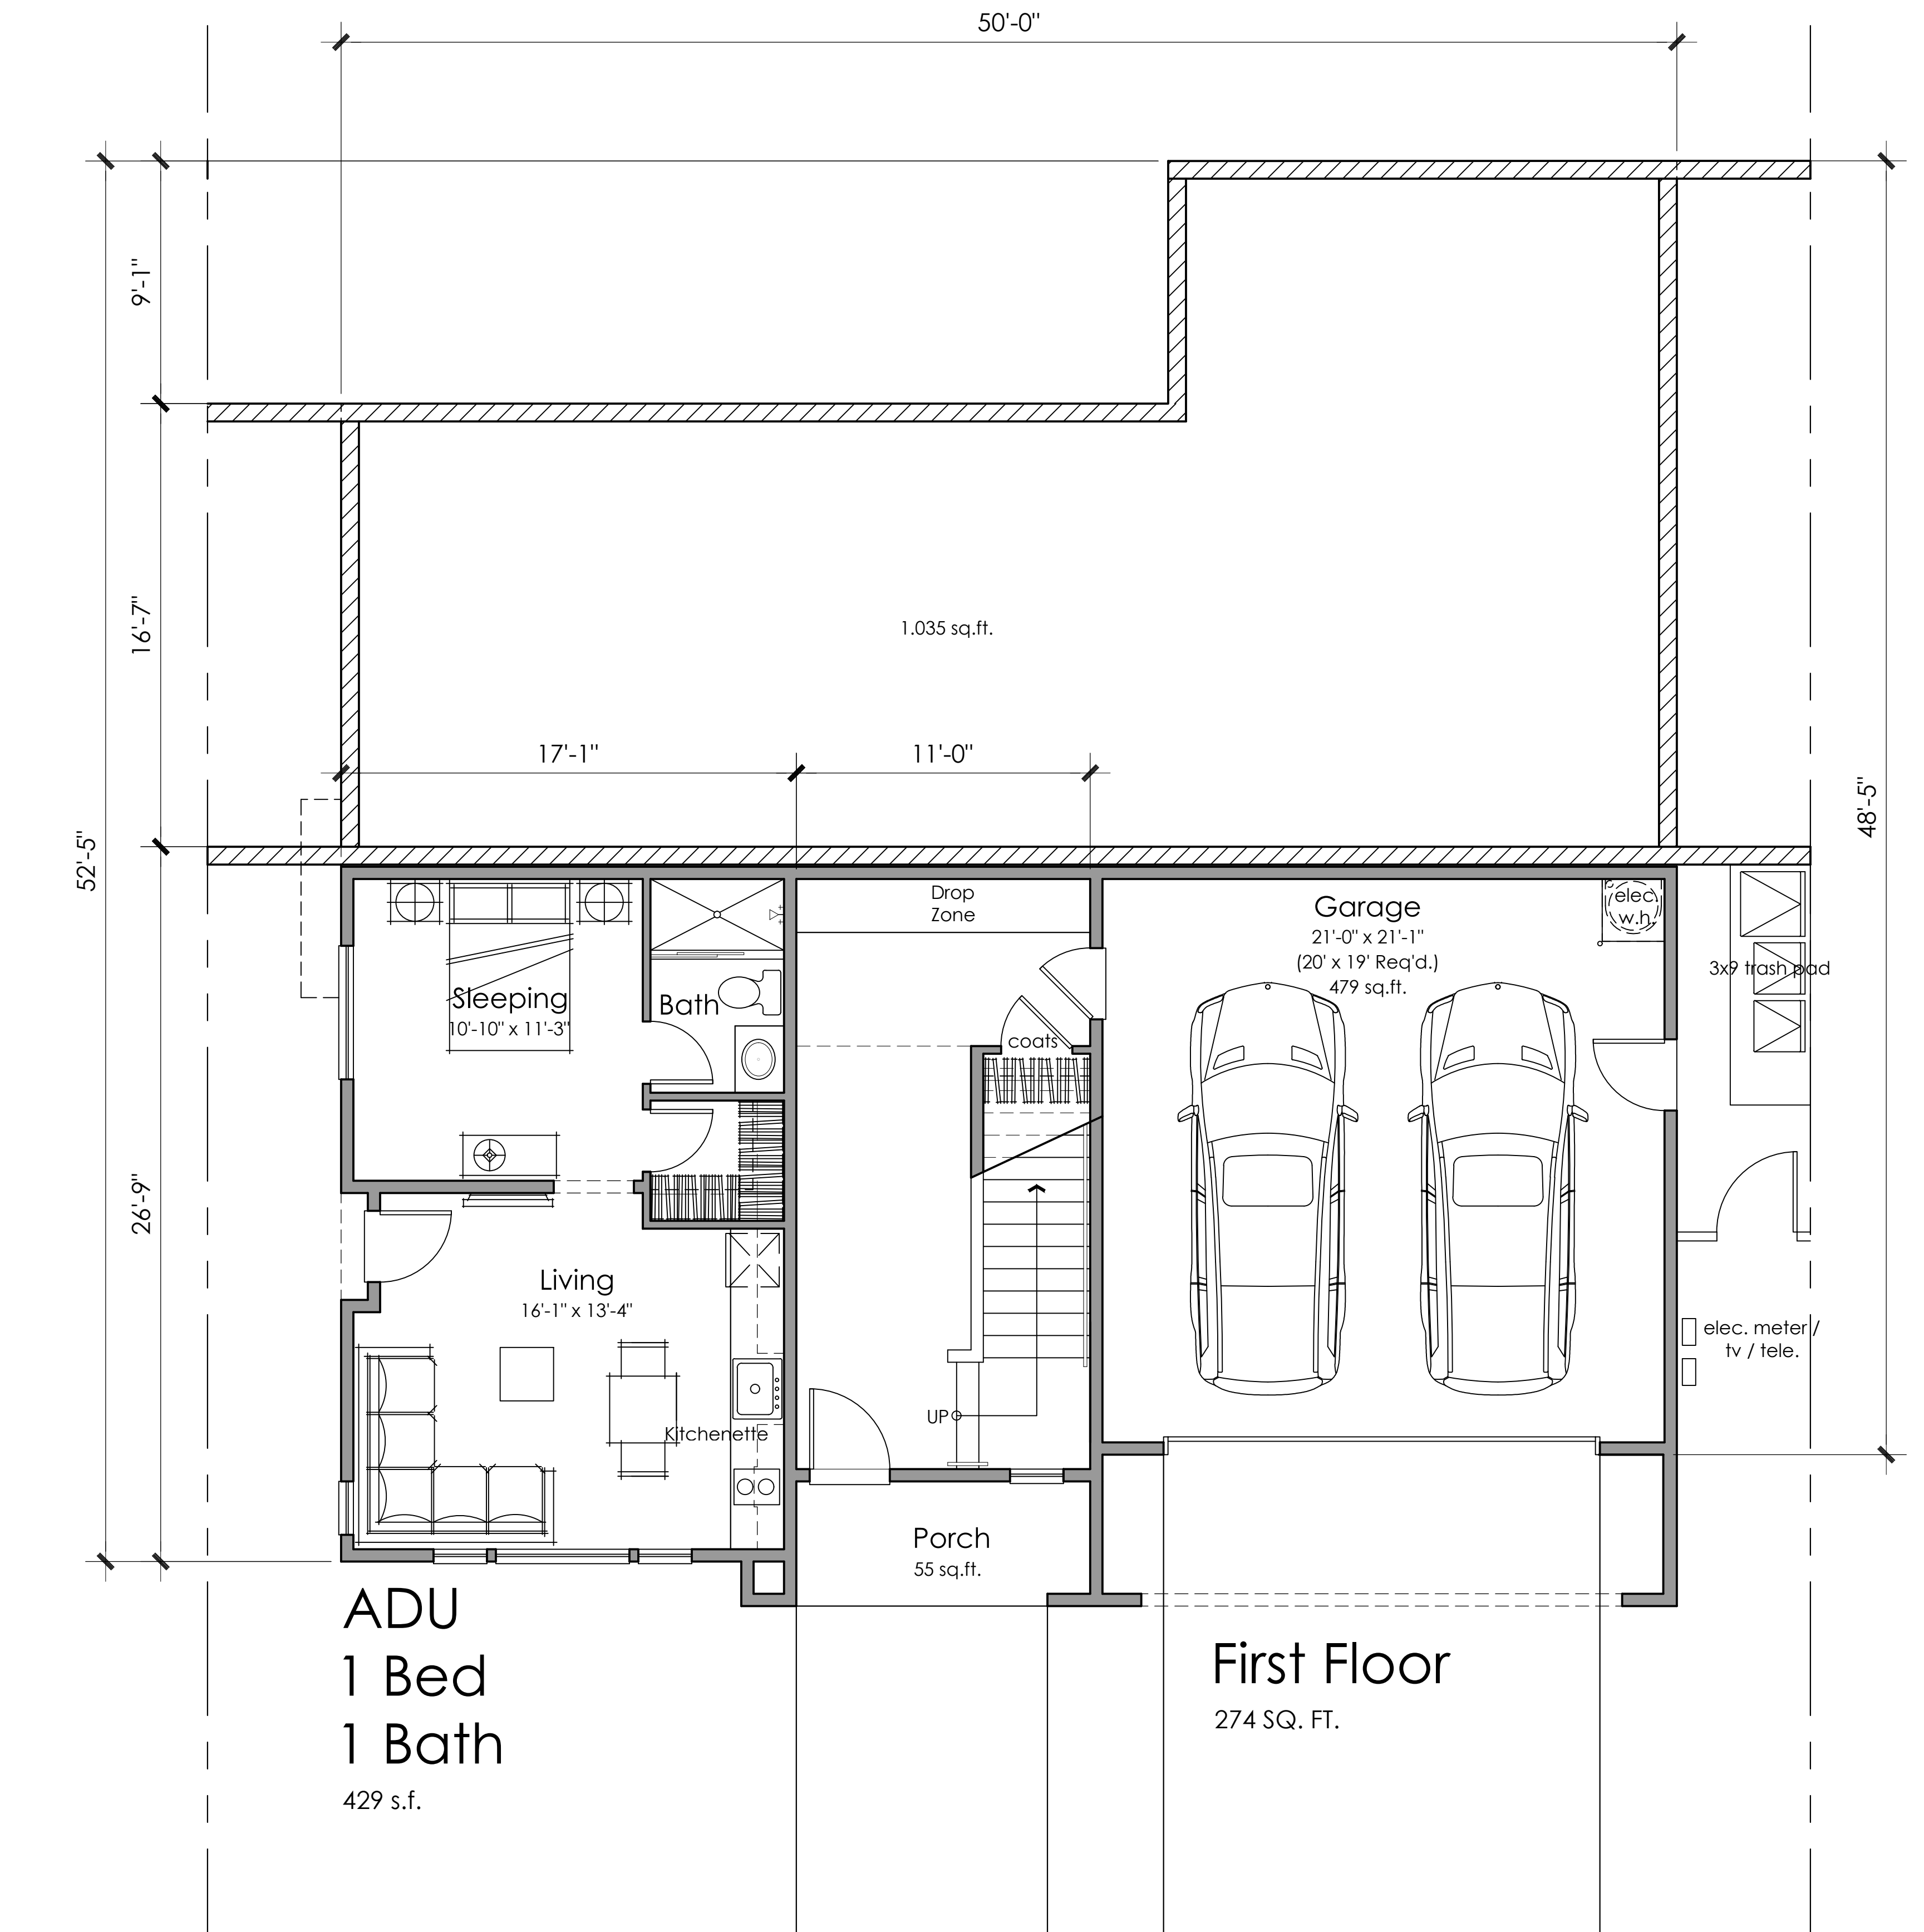 50'-0"
9'-1"
16'-7"
1.035 sq.ft.
17'-1"
11'-0"
52'-5"
48'-5"
26'-9"
Drop
Zone
Garage
21'-0" x 21'-1"
(20' x 19' Req'd.)
479 sq.ft.
elec.
w.h.
3x9 trash pad
Sleeping
10'-10" x 11'-3"
Bath
coats
Living
16'-1" x 13'-4"
elec. meter /
tv / tele.
UP
Kitchenette
Porch
55 sq.ft.
ADU
1 Bed
1 Bath
429 s.f.
First Floor
274 SQ. FT.